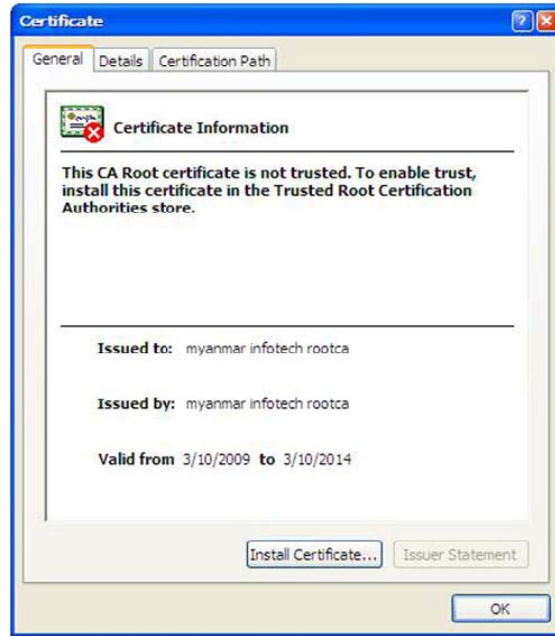 Certificate
General Details Certification Path
Certificate Information
This CA Root certificate is not trusted. To enable trust,
install this certificate in the Trusted Root Certification
Authorities store.
Issued to: myanmar infotech rootca
Issued by: myanmar infotech rootca
Valid from 3/10/2009 to 3/10/2014
Install Certificate... Issuer Statement
OK